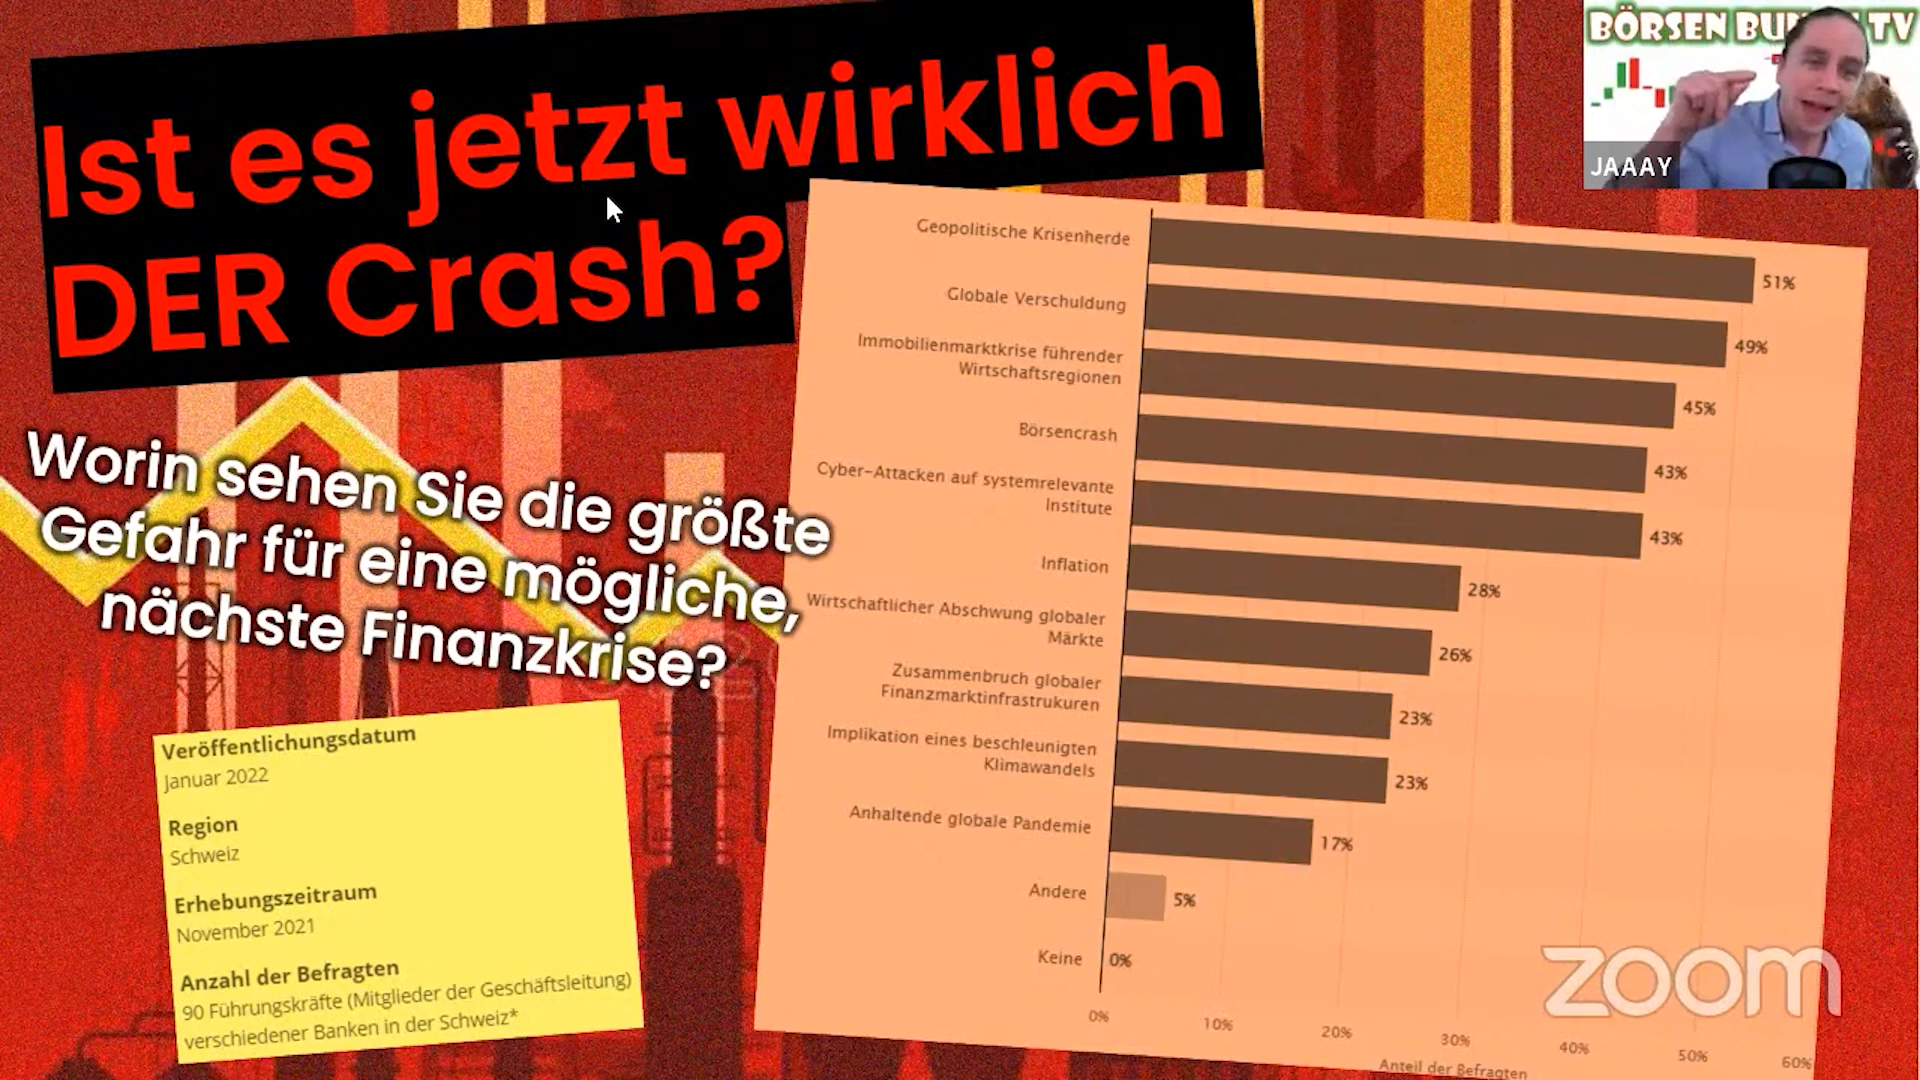 Ist es jetzt wirklich
DER Crash?
Worin sehen Sie die größte
Gefahr für eine mögliche,
nächste Finanzkrise?
Veröffentlichungsdatum
Januar 2022
Region
Schweiz
Erhebungszeitraum
November 2021
Anzahl der Befragten
90 Führungskräfte (Mitglieder der Geschäftsleitung)
verschiedener Banken in der Schweiz*
Geopolitische Krisenherde
51%
Globale Verschuldung
49%
Immobilienmarktkrise führender
Wirtschaftsregionen
45%
Börsencrash
43%
Cyber-Attacken auf systemrelevante
Institute
43%
Inflation
28%
Wirtschaftlicher Abschwung globaler
Märkte
26%
Zusammenbruch globaler
Finanzmarktinfrastrukuren
23%
Implikation eines beschleunigten
Klimawandels
23%
Anhaltende globale Pandemie
17%
Andere
5%
Keine
0%
0% 10% 20% 30% 40% 50% 60%
Anteil der Befragten
BÖRSEN TV
JAAAY
zoom